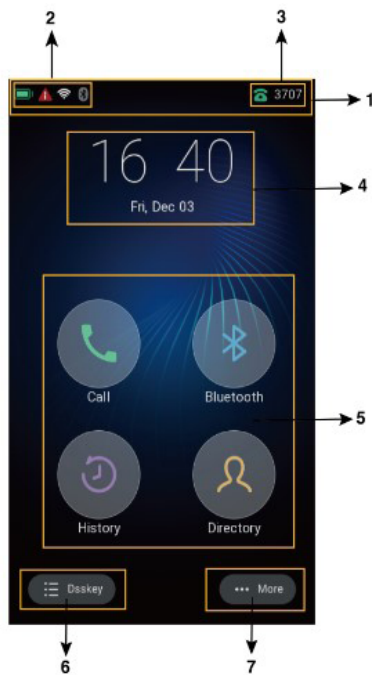 2 3
3707 1
16 40 4
Fri, Dec 03
Call Bluetooth 5
History Directory
Dsskey More
6 7